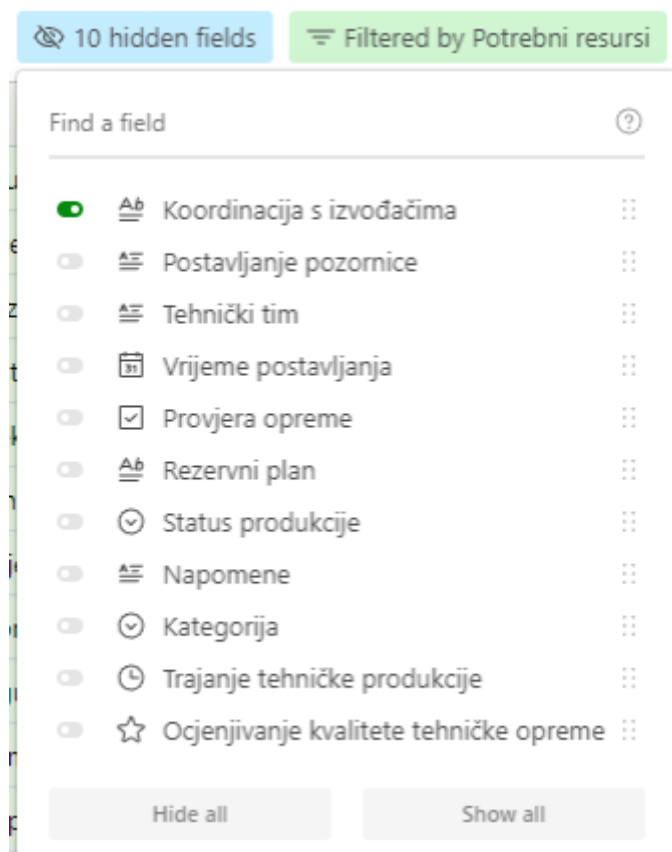 10 hidden fields
Filtered by Potrebni resursi
Find a field
Koordinacija s izvođačima
Postavljanje pozornice
Tehnički tim
Vrijeme postavljanja
Provjera opreme
Rezervni plan
Status produkcije
Napomene
Kategorija
Trajanje tehničke produkcije
Ocjenjivanje kvalitete tehničke opreme
Hide all
Show all